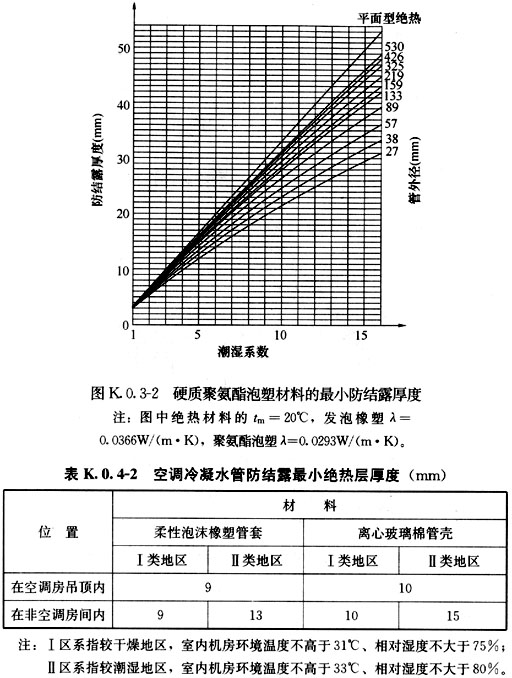 平面型绝热
530
426
325
219
159
133
89
57
38
27
管外径(mm)
防结露厚度(mm)
50
40
30
20
10
0
1
5
10
15
潮湿系数
图 K.0.3-2 硬质聚氨酯泡塑材料的最小防结露厚度
注：图中绝热材料的 tm＝20℃，发泡橡塑 λ＝
0.0366W/(m·K)，聚氨酯泡塑 λ=0.0293W/(m·K)。
表 K.0.4-2 空调冷凝水管防结露最小绝热层厚度（mm）
位 置
材 料
柔性泡沫橡塑管套
离心玻璃棉管壳
Ⅰ类地区 Ⅱ类地区 Ⅰ类地区 Ⅱ类地区
在空调房吊顶内 9 10
在非空调房间内 9 13 10 15
注：Ⅰ区系指较干燥地区，室内机房环境温度不高于31℃、相对湿度不大于75％；
Ⅱ区系指较潮湿地区，室内机房环境温度不高于33℃、相对湿度不大于80％。